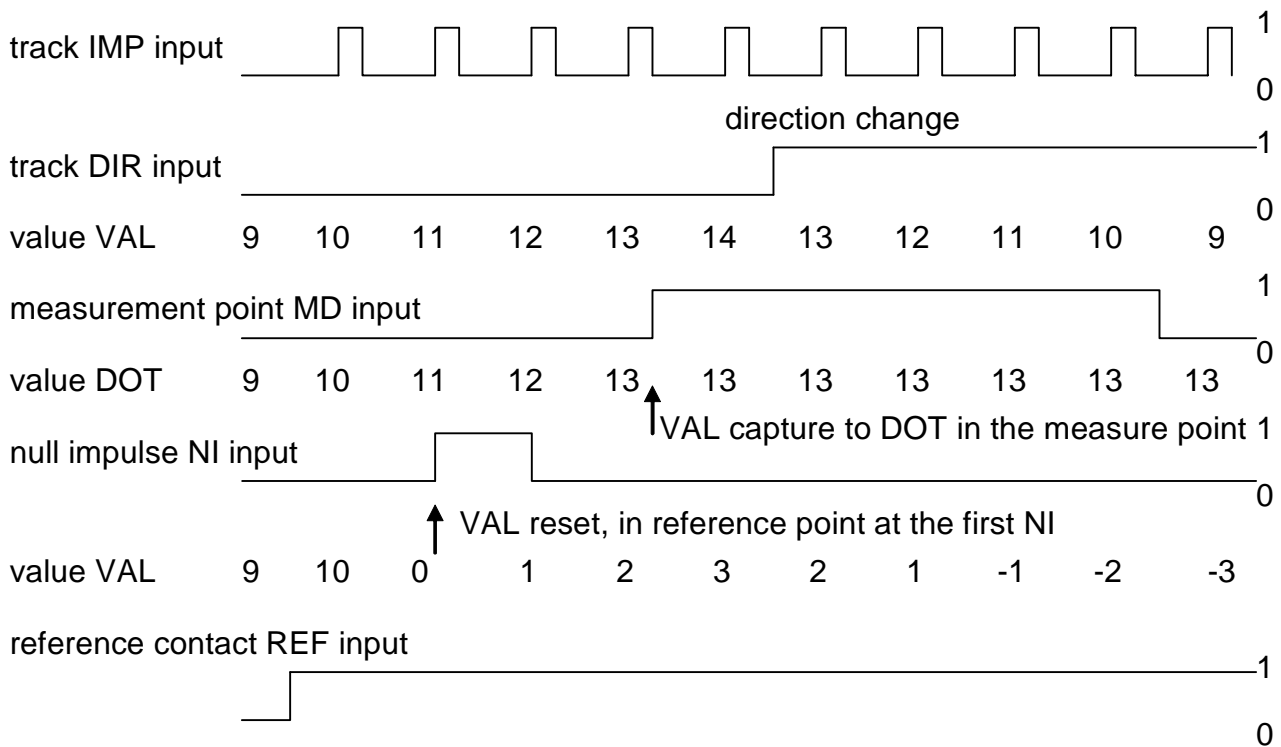 1
track IMP input
0
direction change
1
track DIR input
0
value VAL 9 10 11 12 13 14 13 12 11 10 9
1
measurement point MD input
0
value DOT 9 10 11 12 13 13 13 13 13 13 13
VAL capture to DOT in the measure point 1
null impulse NI input
0
VAL reset, in reference point at the first NI
value VAL 9 10 0 1 2 3 2 1 -1 -2 -3
reference contact REF input
1
0